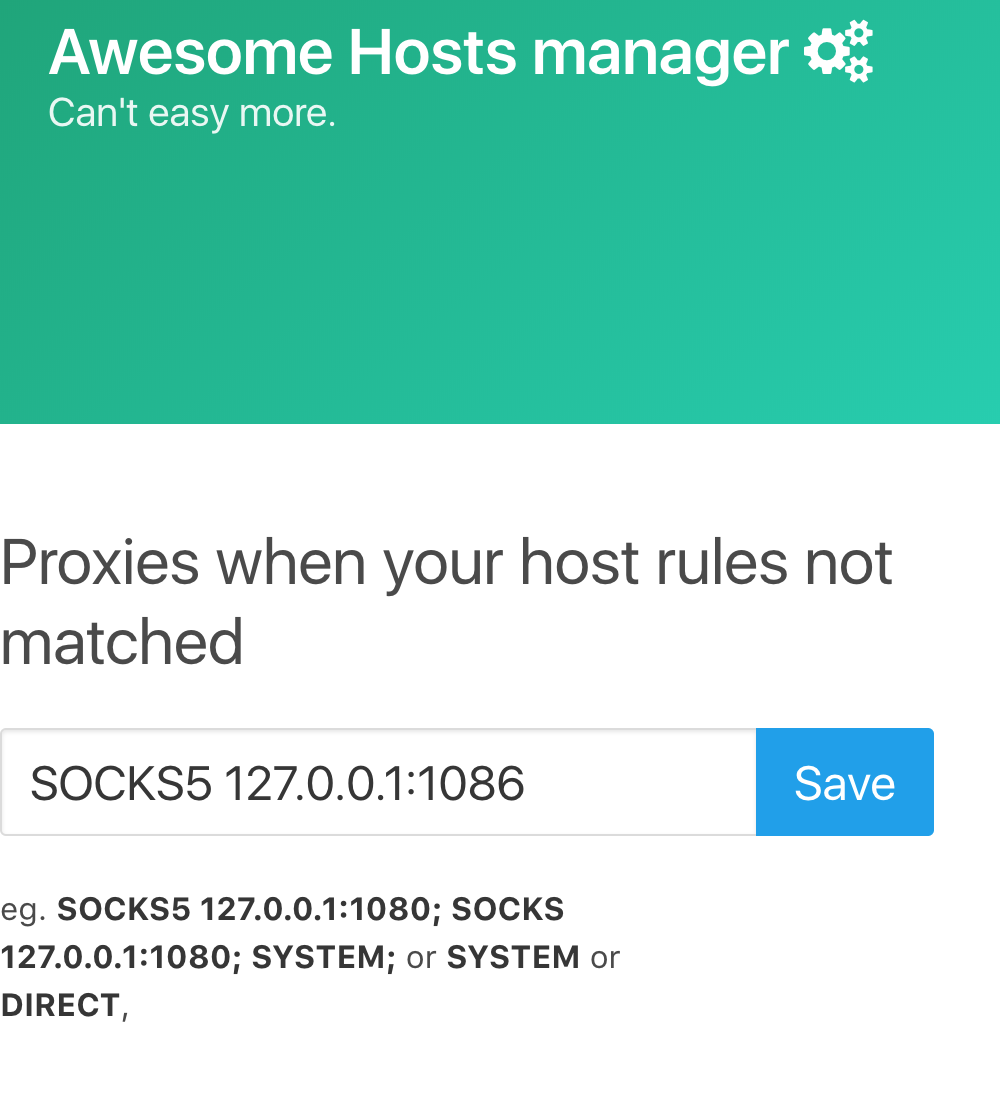 Awesome Hosts manager
Can't easy more.
Proxies when your host rules not
matched
SOCKS5 127.0.0.1:1086
Save
eg. SOCKS5 127.0.0.1:1080; SOCKS
127.0.0.1:1080; SYSTEM; or SYSTEM or
DIRECT,